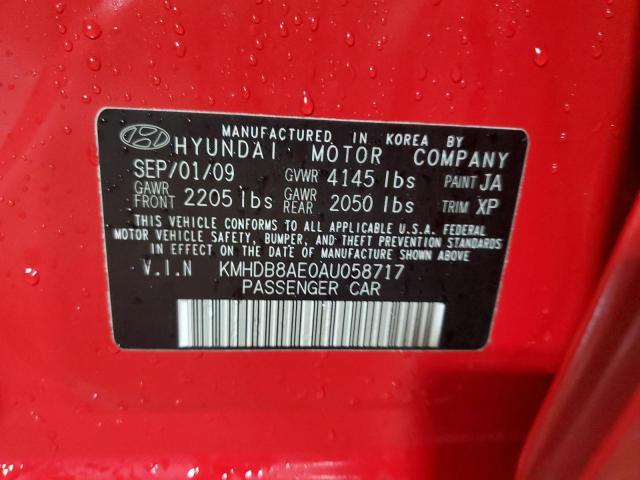 MANUFACTURED IN KOREA BY
HYUNDAI MOTOR COMPANY
SEP/01/09 GVWR 4145 lbs PAINT JA
GAWR FRONT 2205 lbs GAWR REAR 2050 lbs TRIM XP
THIS VEHICLE CONFORMS TO ALL APPLICABLE U.S.A. FEDERAL
MOTOR VEHICLE SAFETY, BUMPER, AND THEFT PREVENTION STANDARDS
IN EFFECT ON THE DATE OF MANUFACTURE SHOWN ABOVE.
V.I.N KMHDB8AE0AU058717
PASSENGER CAR